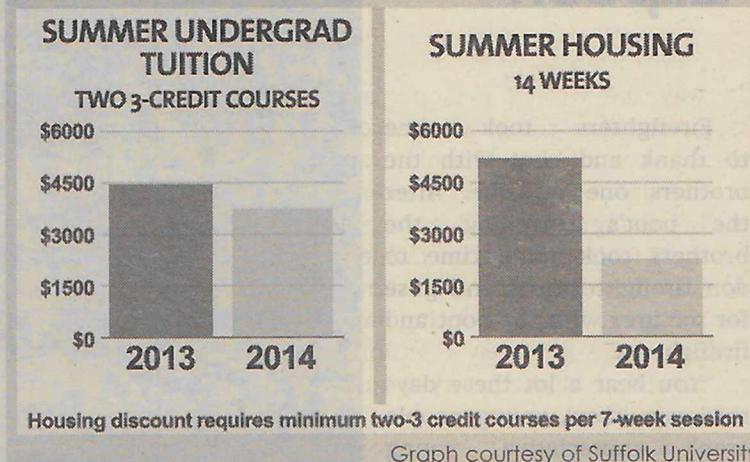 SUMMER UNDERGRAD
TUITION
TWO 3-CREDIT COURSES
$6000
$4500
$3000
$1500
$0
2013
2014
SUMMER HOUSING
14 WEEKS
$6000
$4500
$3000
$1500
$0
2013
2014
Housing discount requires minimum two-3 credit courses per 7-week session
Graph courtesy of Suffolk University